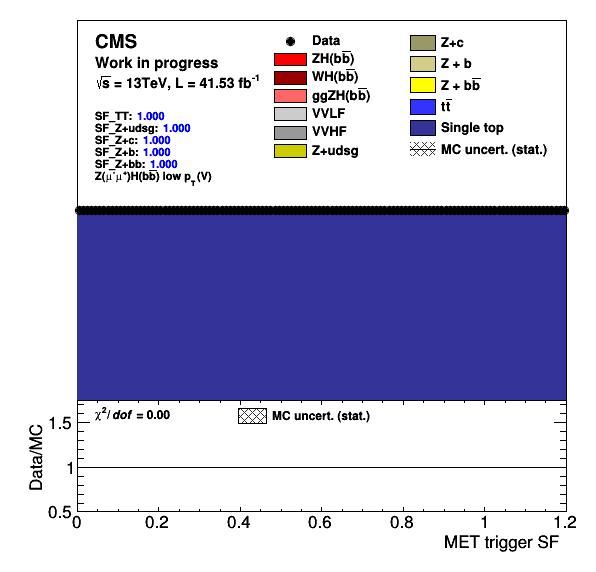 CMS
Work in progress
√s = 13TeV, L = 41.53 fb⁻¹
SF_TT: 1.000
SF_Z+udsg: 1.000
SF_Z+c: 1.000
SF_Z+b: 1.000
SF_Z+bb: 1.000
Z(μ⁻μ⁺)H(bb̅) low p_T(V)
Data
ZH(bb̅)
WH(bb̅)
ggZH(bb̅)
VVLF
VVHF
Z+udsg
Z+c
Z + b
Z + bb̅
tt̅
Single top
MC uncert. (stat.)
χ²/dof = 0.00
MC uncert. (stat.)
Data/MC
1.5
1
0.5
0 0.2 0.4 0.6 0.8 1 1.2
MET trigger SF